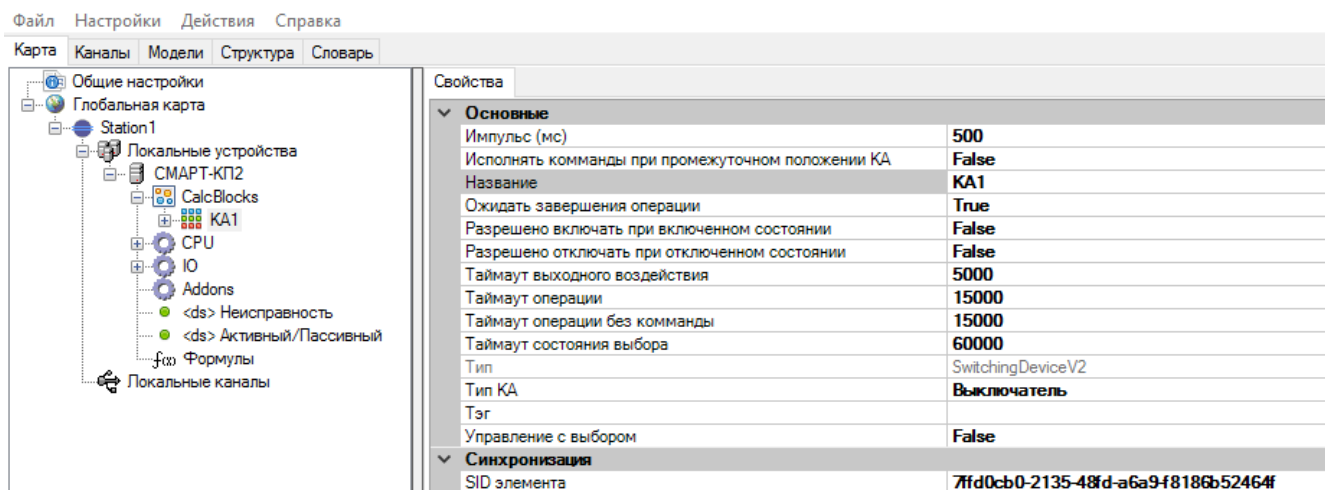 Файл Настройки Действия Справка
Карта Каналы Модели Структура Словарь
Общие настройки
Глобальная карта
Station1
Локальные устройства
СМАРТ-КП2
CalcBlocks
КА1
CPU
IO
Addons
<ds> Неисправность
<ds> Активный/Пассивный
f(x) Формулы
Локальные каналы
Свойства
Основные
Импульс (мс) 500
Исполнять комманды при промежуточном положении КА False
Название КА1
Ожидать завершения операции True
Разрешено включать при включенном состоянии False
Разрешено отключать при отключенном состоянии False
Таймаут выходного воздействия 5000
Таймаут операции 15000
Таймаут операции без комманды 15000
Таймаут состояния выбора 60000
Тип SwitchingDeviceV2
Тип КА Выключатель
Тэг
Управление с выбором False
Синхронизация
SID элемента 7ffd0cb0-2135-48fd-a6a9-f8186b52464f